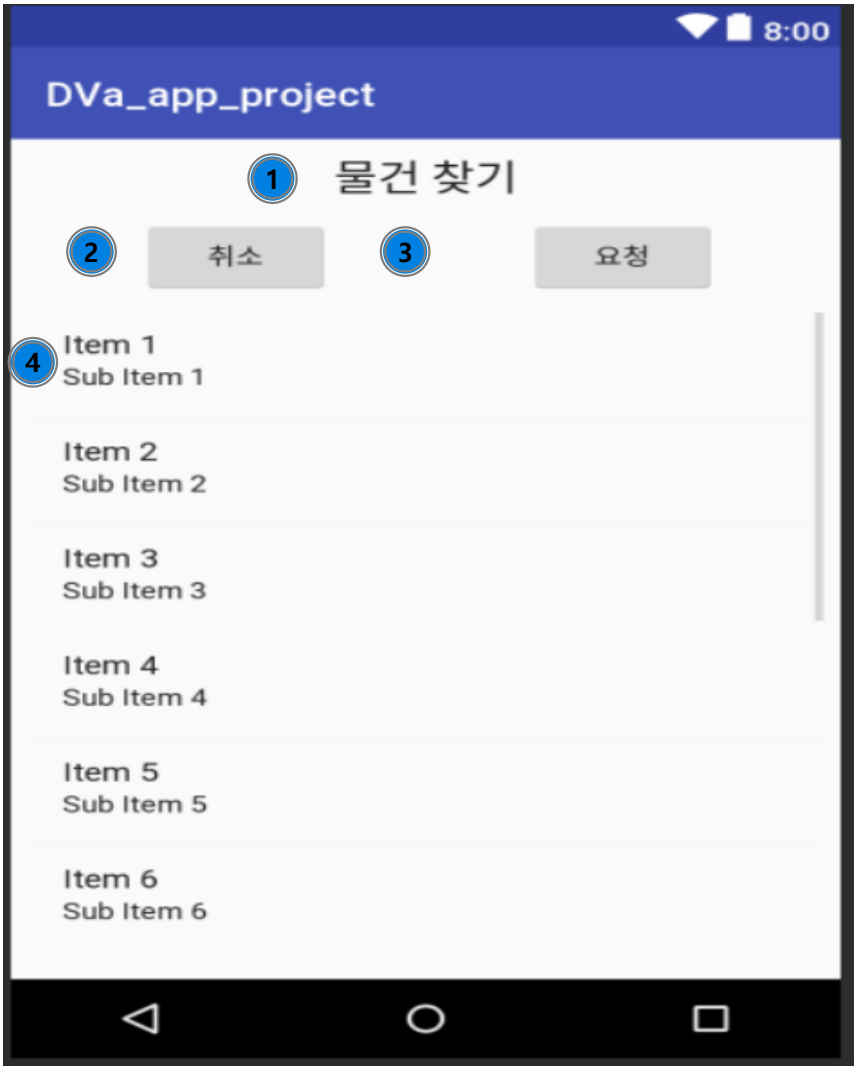 8:00
DVa_app_project
1 물건 찾기
2 취소 3 요청
Item 1
4
Sub Item 1
Item 2
Sub Item 2
Item 3
Sub Item 3
Item 4
Sub Item 4
Item 5
Sub Item 5
Item 6
Sub Item 6